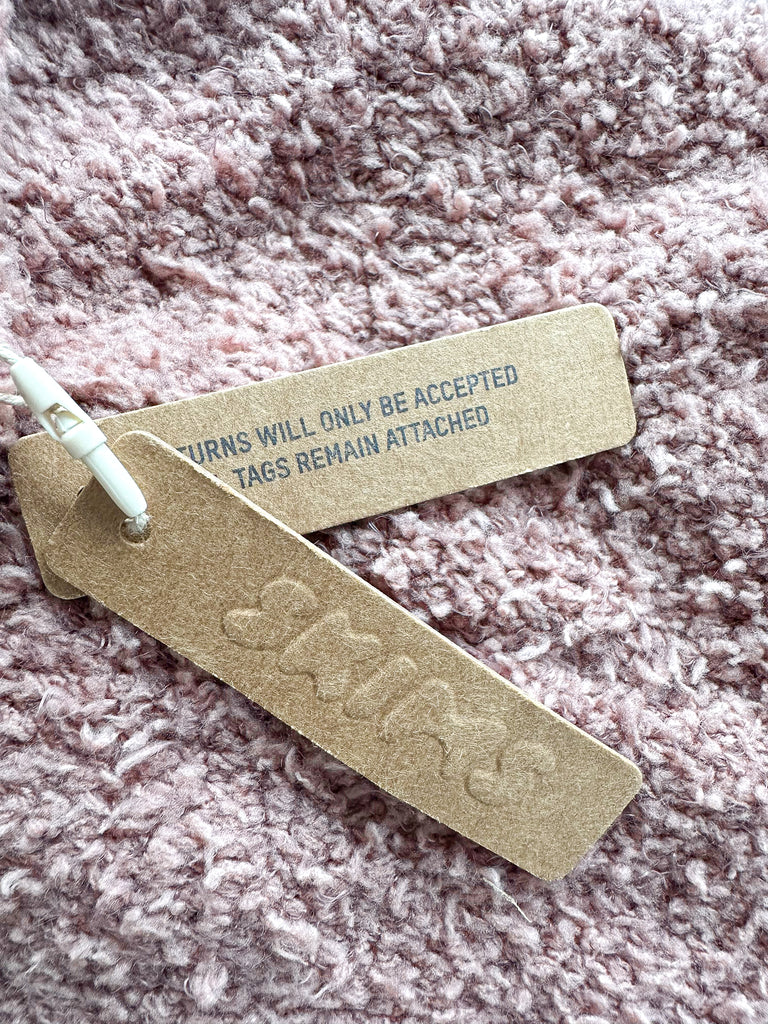 TURNS WILL ONLY BE ACCEPTED
TAGS REMAIN ATTACHED
SKIMS